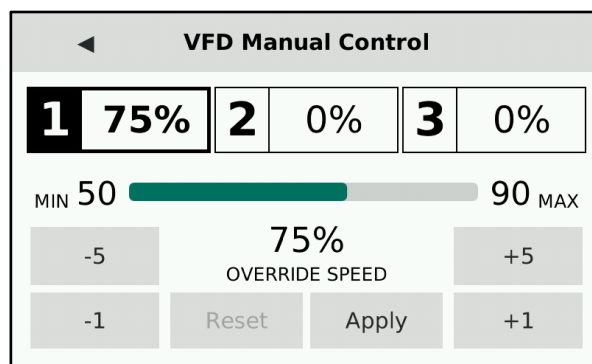 VFD Manual Control
1 75% 2 0% 3 0%
MIN 50 90 MAX
-5 75% +5
OVERRIDE SPEED
-1 Reset Apply +1